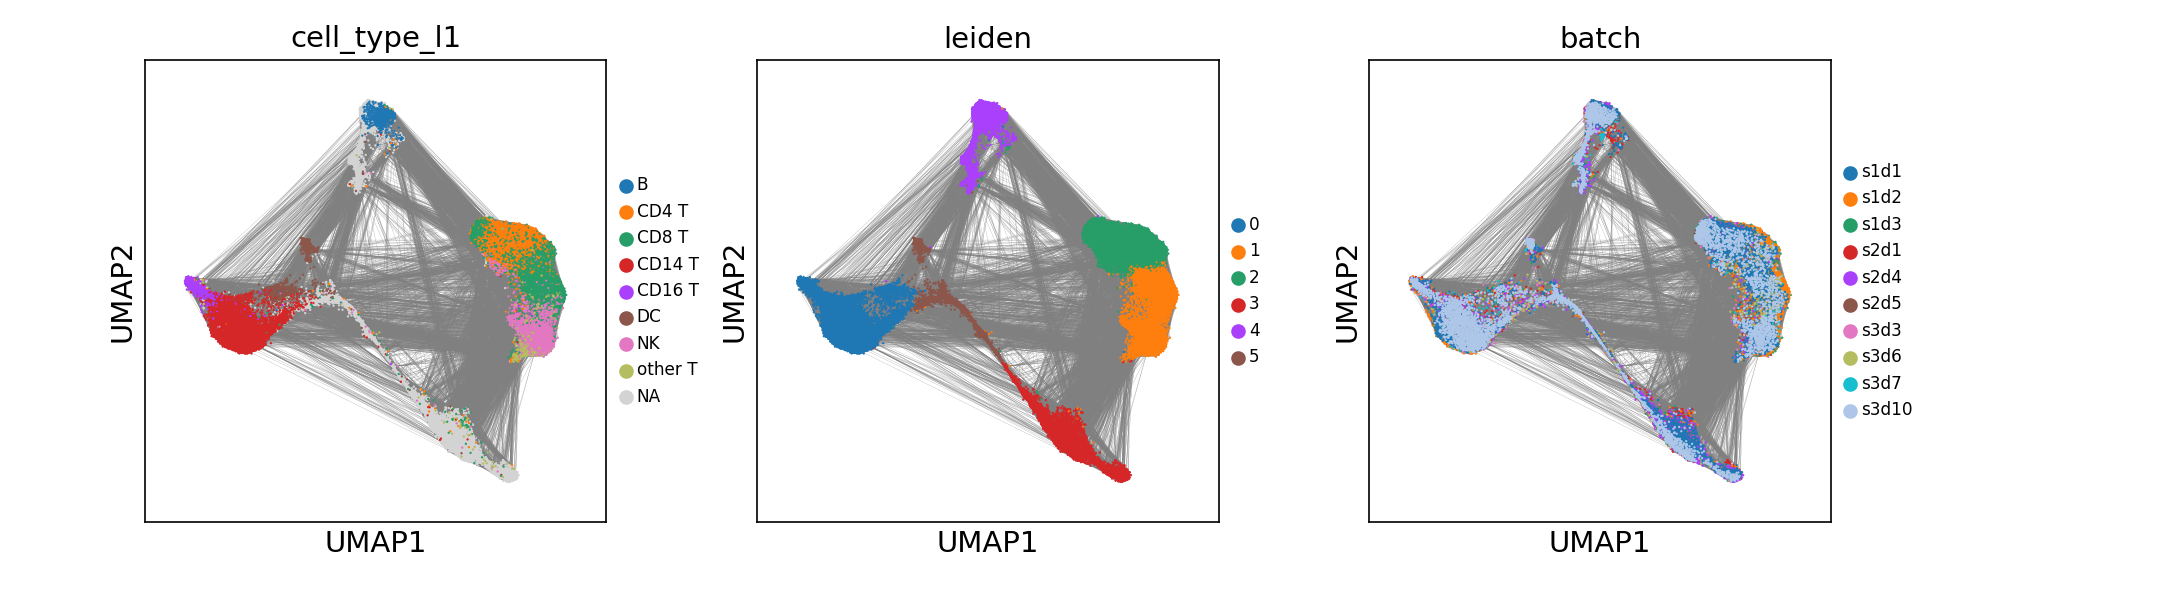 cell_type_l1
UMAP2
UMAP1
B
CD4 T
CD8 T
CD14 T
CD16 T
DC
NK
other T
NA
leiden
UMAP2
UMAP1
0
1
2
3
4
5
batch
UMAP2
UMAP1
s1d1
s1d2
s1d3
s2d1
s2d4
s2d5
s3d3
s3d6
s3d7
s3d10